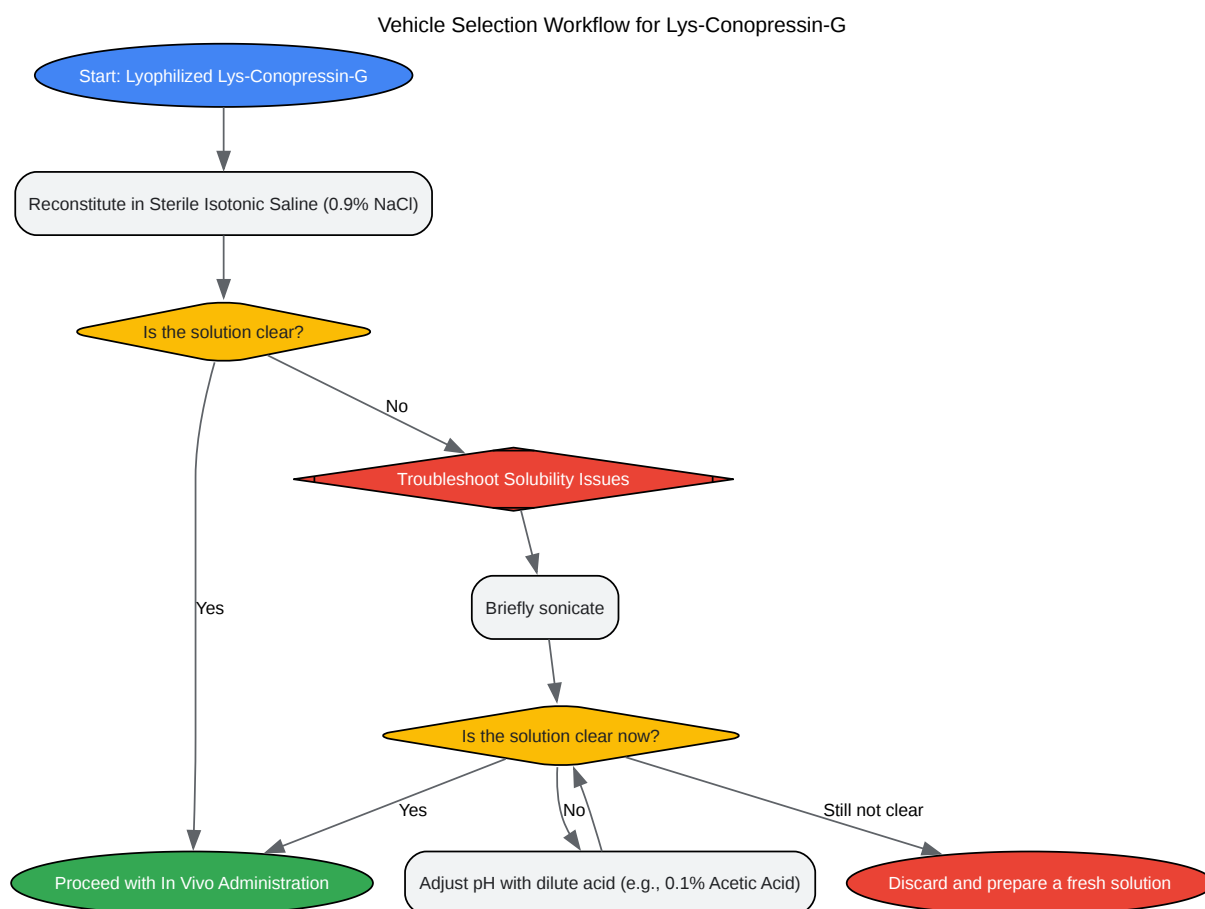 Vehicle Selection Workflow for Lys-Conopressin-G
Start: Lyophilized Lys-Conopressin-G
Reconstitute in Sterile Isotonic Saline (0.9% NaCl)
Is the solution clear?
No
Troubleshoot Solubility Issues
Briefly sonicate
Yes
Is the solution clear now?
Yes
No
Still not clear
Proceed with In Vivo Administration
Adjust pH with dilute acid (e.g., 0.1% Acetic Acid)
Discard and prepare a fresh solution